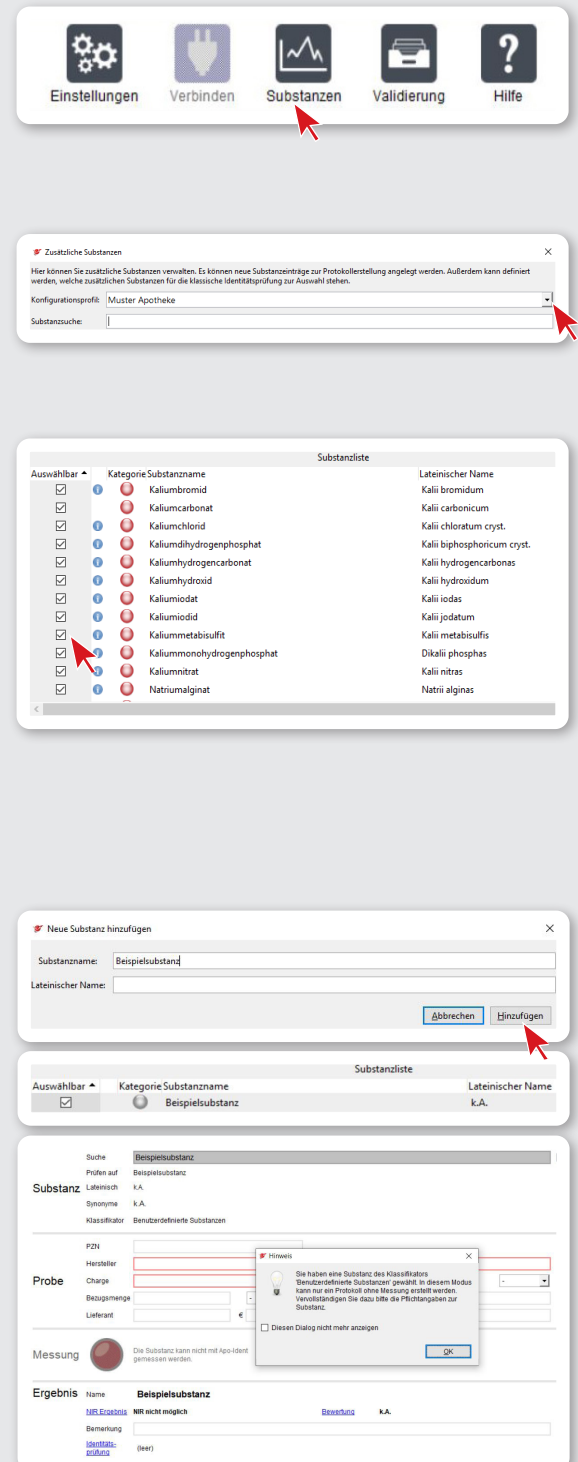 Einstellungen Verbinden Substanzen Validierung Hilfe
Zusätzliche Substanzen
Hier können Sie zusätzliche Substanzen verwalten. Es können neue Substanzeinträge zur Protokollerstellung angelegt werden. Außerdem kann definiert
werden, welche zusätzlichen Substanzen für die klassische Identitätsprüfung zur Auswahl stehen.
Konfigurationsprofil: Muster Apotheke
Substanzsuche:
Substanzliste
Auswählbar Kategorie Substanzname Lateinischer Name
Kaliumbromid Kalii bromidum
Kaliumcarbonat Kalii carbonicum
Kaliumchlorid Kalii chloratum cryst.
Kaliumdihydrogenphosphat Kalii biphosphoricum cryst.
Kaliumhydrogencarbonat Kalii hydrogencarbonas
Kaliumhydroxid Kalii hydroxidum
Kaliumiodat Kalii iodas
Kaliumiodid Kalii jodatum
Kaliummetabisulfit Kalii metabisulfis
Kaliummonohydrogenphosphat Dikalii phosphas
Kaliumnitrat Kalii nitras
Natriumalginat Natrii alginas
Neue Substanz hinzufügen
Substanzname: Beispielsubstanz
Lateinischer Name:
Abbrechen Hinzufügen
Substanzliste
Auswählbar Kategorie Substanzname Lateinischer Name
Beispielsubstanz k.A.
Suche Beispielsubstanz
Prüfen auf Beispielsubstanz
Substanz Lateinisch k.A.
Synonyme k.A.
Klassifikator Benutzerdefinierte Substanzen
PZN
Hersteller
Probe Charge -
Bezugsmenge -
Lieferant €
Hinweis
Sie haben eine Substanz des Klassifikators
'Benutzerdefinierte Substanzen' gewählt. In diesem Modus
kann nur ein Protokoll ohne Messung erstellt werden.
Vervollständigen Sie dazu bitte die Pflichtangaben zur
Substanz.
Diesen Dialog nicht mehr anzeigen
OK
Messung Die Substanz kann nicht mit Apo-Ident
gemessen werden.
Ergebnis Name Beispielsubstanz
NIR Ergebnis NIR nicht möglich Bewertung k.A.
Bemerkung
Identitäts-
prüfung (leer)